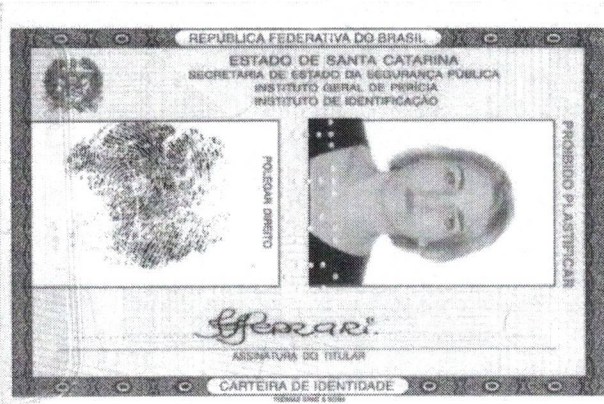 REPÚBLICA FEDERATIVA DO BRASIL
ESTADO DE SANTA CATARINA
SECRETARIA DE ESTADO DA SEGURANÇA PÚBLICA
INSTITUTO GERAL DE PERÍCIA
INSTITUTO DE IDENTIFICAÇÃO
POLEGAR DIREITO
PROIBIDO PLASTIFICAR
ASSINATURA DO TITULAR
CARTEIRA DE IDENTIDADE